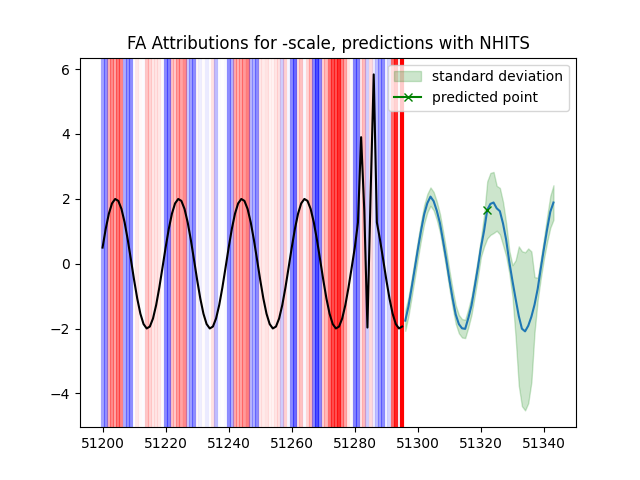 FA Attributions for -scale, predictions with NHITS
standard deviation
predicted point
6
4
2
0
−2
−4
51200 51220 51240 51260 51280 51300 51320 51340